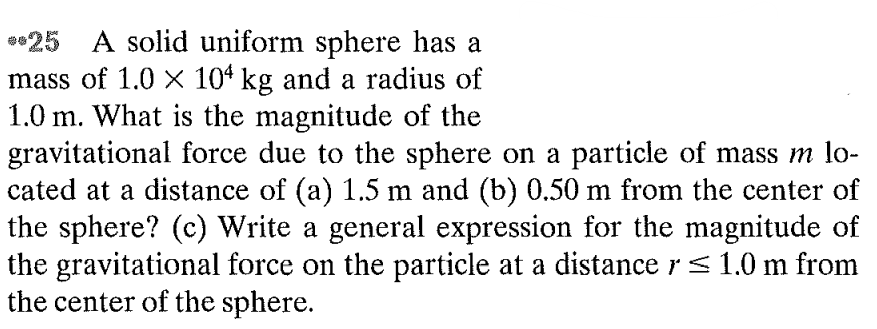 ••25 A solid uniform sphere has a
mass of 1.0 × 10⁴ kg and a radius of
1.0 m. What is the magnitude of the
gravitational force due to the sphere on a particle of mass m lo-
cated at a distance of (a) 1.5 m and (b) 0.50 m from the center of
the sphere? (c) Write a general expression for the magnitude of
the gravitational force on the particle at a distance r ≤ 1.0 m from
the center of the sphere.